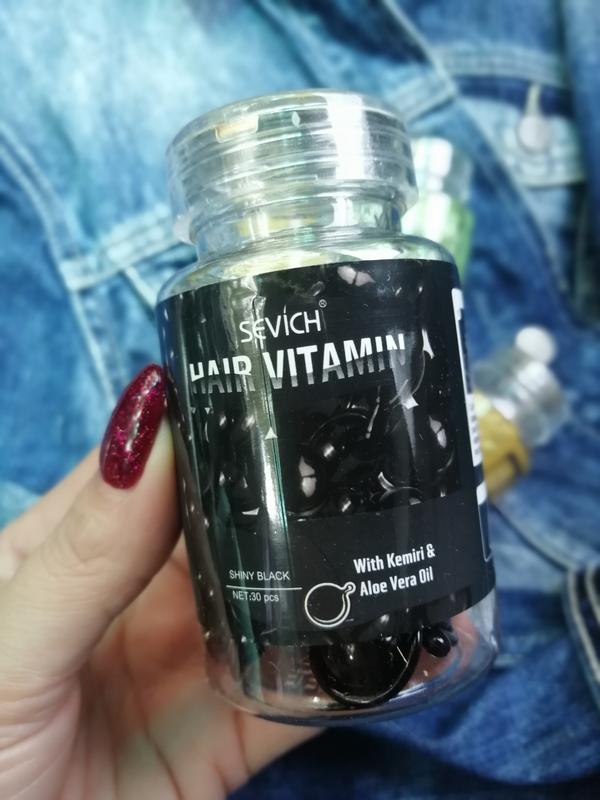 SEVICH®
HAIR VITAMIN
With Kemiri &
Aloe Vera Oil
SHINY BLACK
NET:30 pcs